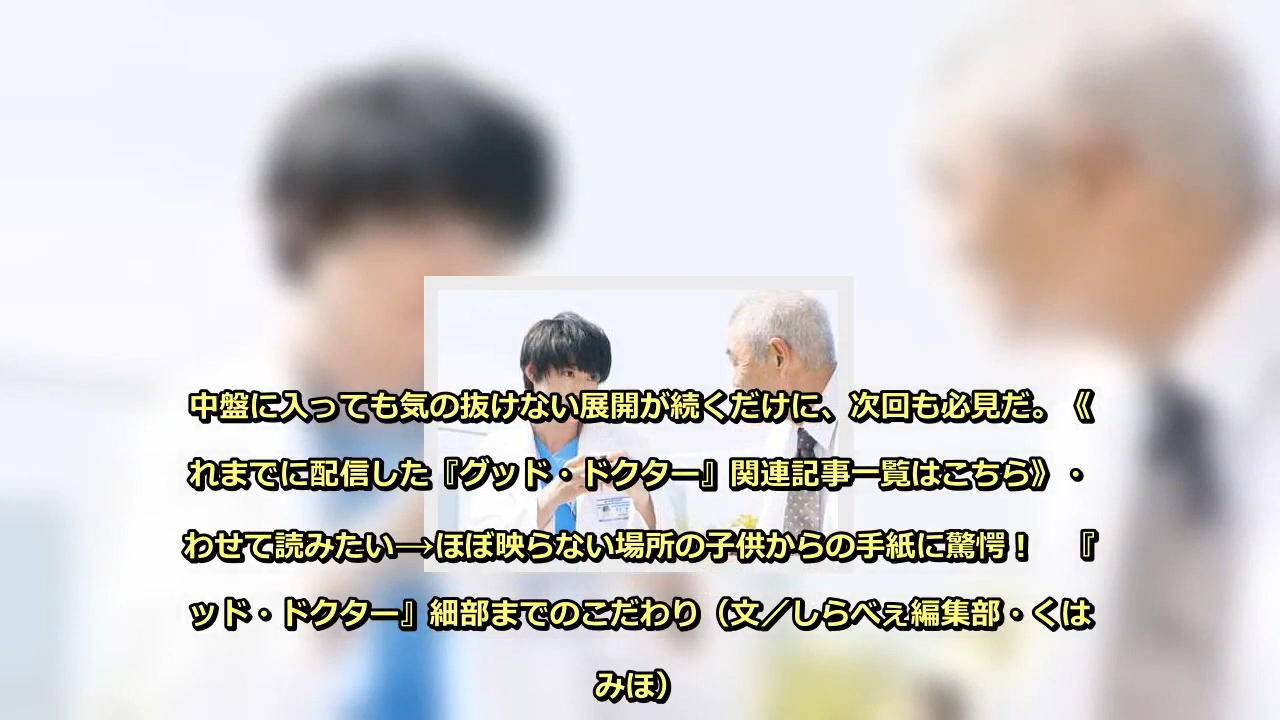 中盤に入っても気の抜けない展開が続くだけに、次回も必見だ。《
れまでに配信した『グッド・ドクター』関連記事一覧はこちら》・
わせて読みたい→ほぼ映らない場所の子供からの手紙に驚愕！　『
ッド・ドクター』細部までのこだわり（文／しらべぇ編集部・くは
みほ）